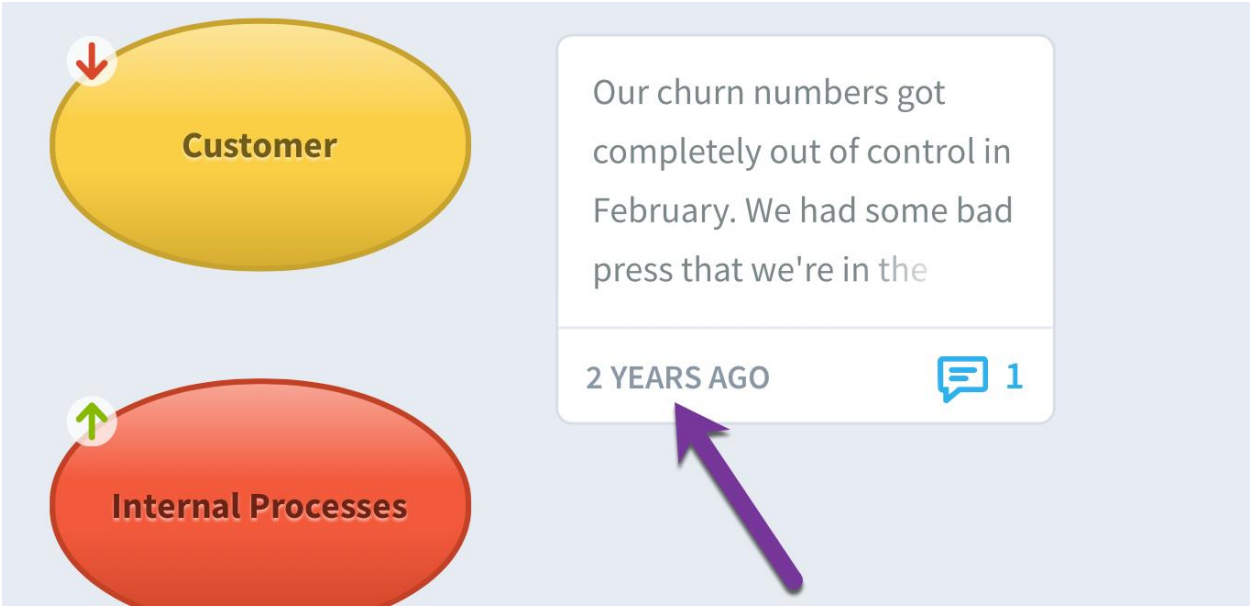 Customer
Our churn numbers got
completely out of control in
February. We had some bad
press that we're in the
2 YEARS AGO
1
Internal Processes